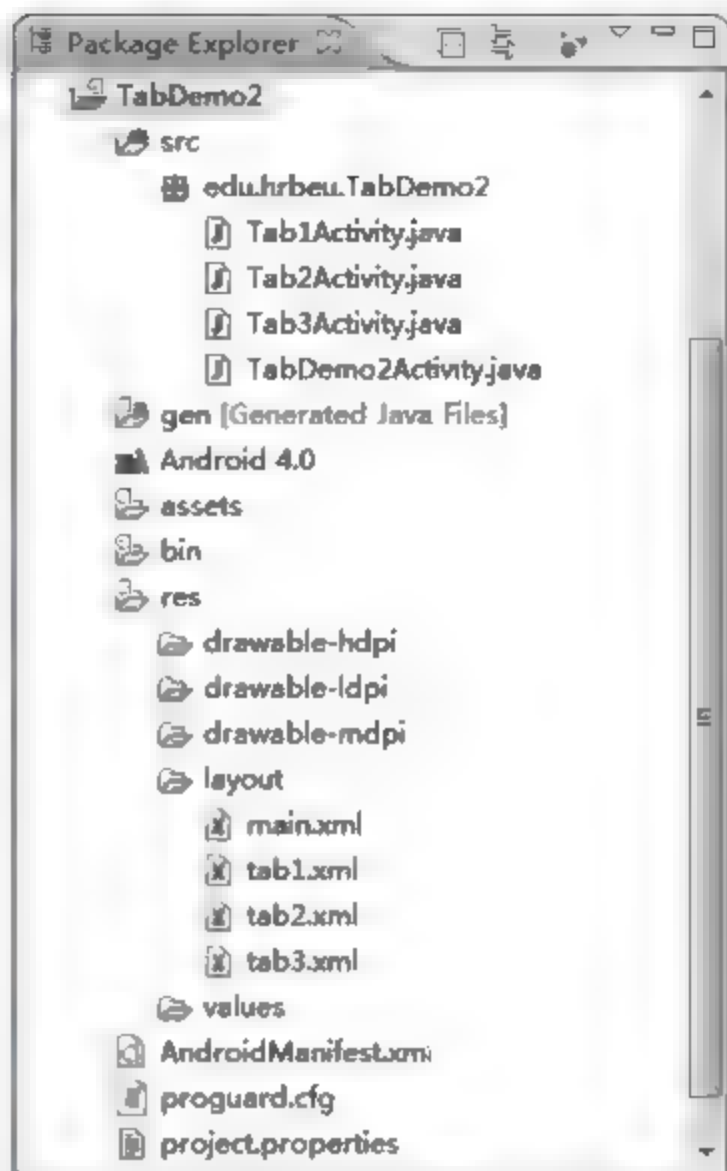 Package Explorer
TabDemo2
src
edu.hrbeu.TabDemo2
Tab1Activity.java
Tab2Activity.java
Tab3Activity.java
TabDemo2Activity.java
gen [Generated Java Files]
Android 4.0
assets
bin
res
drawable-hdpi
drawable-ldpi
drawable-mdpi
layout
main.xml
tab1.xml
tab2.xml
tab3.xml
values
AndroidManifest.xml
proguard.cfg
project.properties